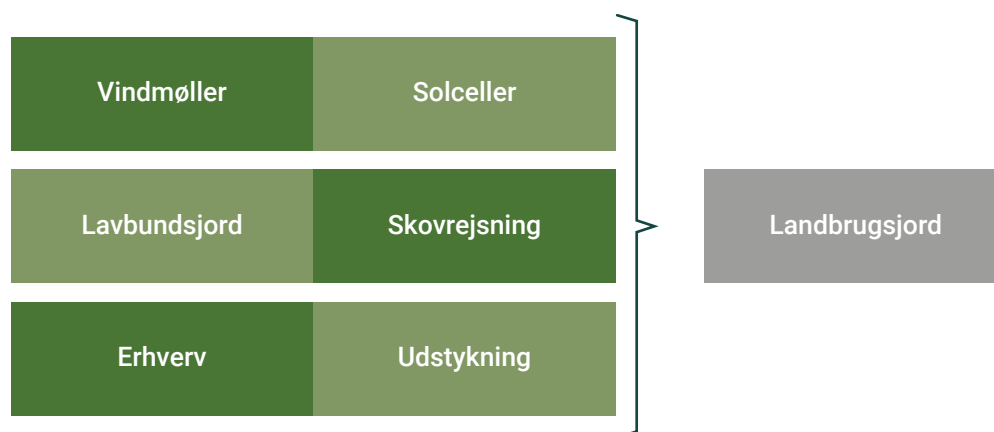 Vindmøller
Solceller
Lavbundsjord
Skovrejsning
Landbrugsjord
Erhverv
Udstykning